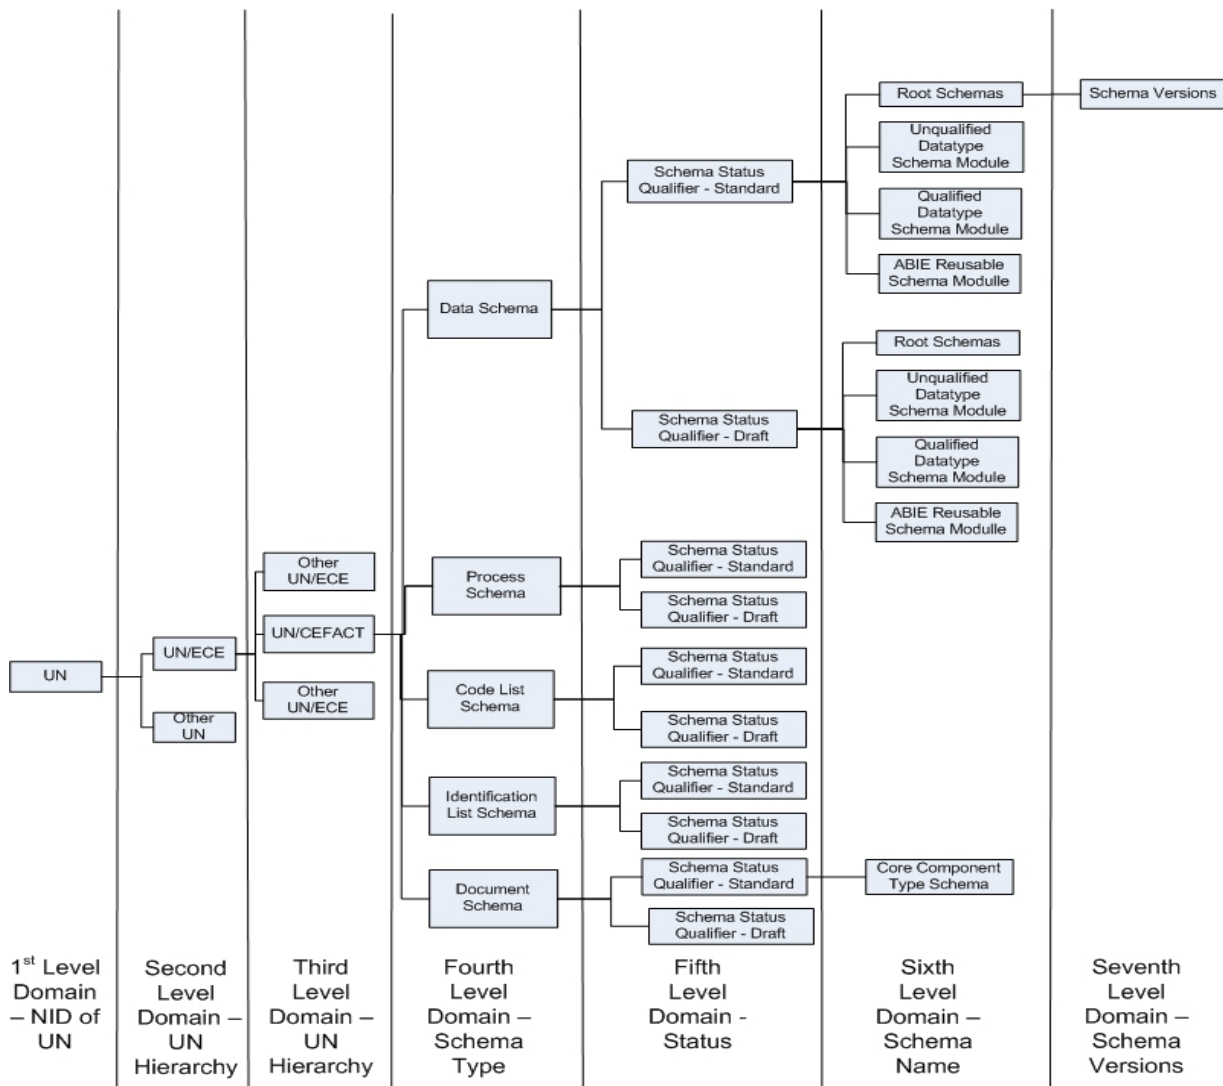 Root Schemas
Schema Versions
Unqualified
Datatype
Schema Module
Schema Status
Qualifier - Standard
Qualified
Datatype
Schema Module
ABIE Reusable
Schema Modulle
Data Schema
Root Schemas
Unqualified
Datatype
Schema Module
Schema Status
Qualifier - Draft
Qualified
Datatype
Schema Module
ABIE Reusable
Schema Modulle
Other
UN/ECE
Process
Schema
Schema Status
Qualifier - Standard
Schema Status
Qualifier - Draft
UN/CEFACT
UN
UN/ECE
Other
UN
Other
UN/ECE
Code List
Schema
Schema Status
Qualifier - Standard
Schema Status
Qualifier - Draft
Identification
List Schema
Schema Status
Qualifier - Standard
Schema Status
Qualifier - Draft
Document
Schema
Schema Status
Qualifier - Standard
Core Component
Type Schema
Schema Status
Qualifier - Draft
1st Level
Domain
– NID of
UN
Second
Level
Domain –
UN
Hierarchy
Third
Level
Domain –
UN
Hierarchy
Fourth
Level
Domain –
Schema
Type
Fifth
Level
Domain -
Status
Sixth
Level
Domain –
Schema
Name
Seventh
Level
Domain –
Schema
Versions